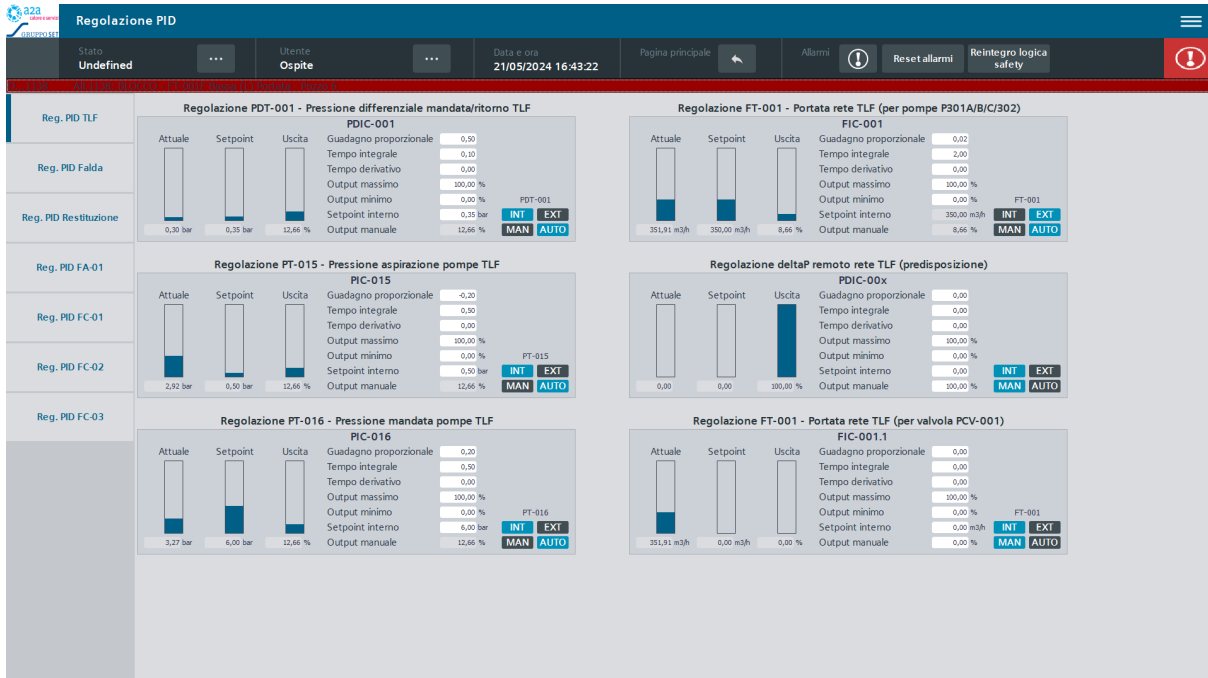 a2a
calore e servizi
GRUPPO SET
Regolazione PID
Stato
Undefined
...
Utente
Ospite
...
Data e ora
21/05/2024 16:43:22
Pagina principale
Allarmi
Reset allarmi
Reintegro logica
safety
Reg. PID TLF
Reg. PID Falda
Reg. PID Restituzione
Reg. PID FA-01
Reg. PID FC-01
Reg. PID FC-02
Reg. PID FC-03
Regolazione PDT-001 - Pressione differenziale mandata/ritorno TLF
PDIC-001
Attuale Setpoint Uscita Guadagno proporzionale 0,50
Tempo integrale 0,10
Tempo derivativo 0,00
Output massimo 100,00 %
Output minimo 0,00 % PDT-001
Setpoint interno 0,35 bar INT EXT
0,30 bar 0,35 bar 12,66 % Output manuale 12,66 % MAN AUTO
Regolazione PT-015 - Pressione aspirazione pompe TLF
PIC-015
Attuale Setpoint Uscita Guadagno proporzionale -0,20
Tempo integrale 0,50
Tempo derivativo 0,00
Output massimo 100,00 %
Output minimo 0,00 % PT-015
Setpoint interno 0,50 bar INT EXT
2,92 bar 0,50 bar 12,66 % Output manuale 12,66 % MAN AUTO
Regolazione PT-016 - Pressione mandata pompe TLF
PIC-016
Attuale Setpoint Uscita Guadagno proporzionale 0,20
Tempo integrale 0,50
Tempo derivativo 0,00
Output massimo 100,00 %
Output minimo 0,00 % PT-016
Setpoint interno 6,00 bar INT EXT
3,27 bar 6,00 bar 12,66 % Output manuale 12,66 % MAN AUTO
Regolazione FT-001 - Portata rete TLF (per pompe P301A/B/C/302)
FIC-001
Attuale Setpoint Uscita Guadagno proporzionale 0,02
Tempo integrale 2,00
Tempo derivativo 0,00
Output massimo 100,00 %
Output minimo 0,00 % FT-001
Setpoint interno 350,00 m3/h INT EXT
351,91 m3/h 350,00 m3/h 8,66 % Output manuale 8,66 % MAN AUTO
Regolazione deltaP remoto rete TLF (predisposizione)
PDIC-00x
Attuale Setpoint Uscita Guadagno proporzionale 0,00
Tempo integrale 0,00
Tempo derivativo 0,00
Output massimo 100,00 %
Output minimo 0,00 %
Setpoint interno 0,00 INT EXT
0,00 0,00 100,00 % Output manuale 100,00 % MAN AUTO
Regolazione FT-001 - Portata rete TLF (per valvola PCV-001)
FIC-001.1
Attuale Setpoint Uscita Guadagno proporzionale 0,00
Tempo integrale 0,00
Tempo derivativo 0,00
Output massimo 100,00 %
Output minimo 0,00 % FT-001
Setpoint interno 0,00 m3/h INT EXT
351,91 m3/h 0,00 m3/h 0,00 % Output manuale 0,00 % MAN AUTO